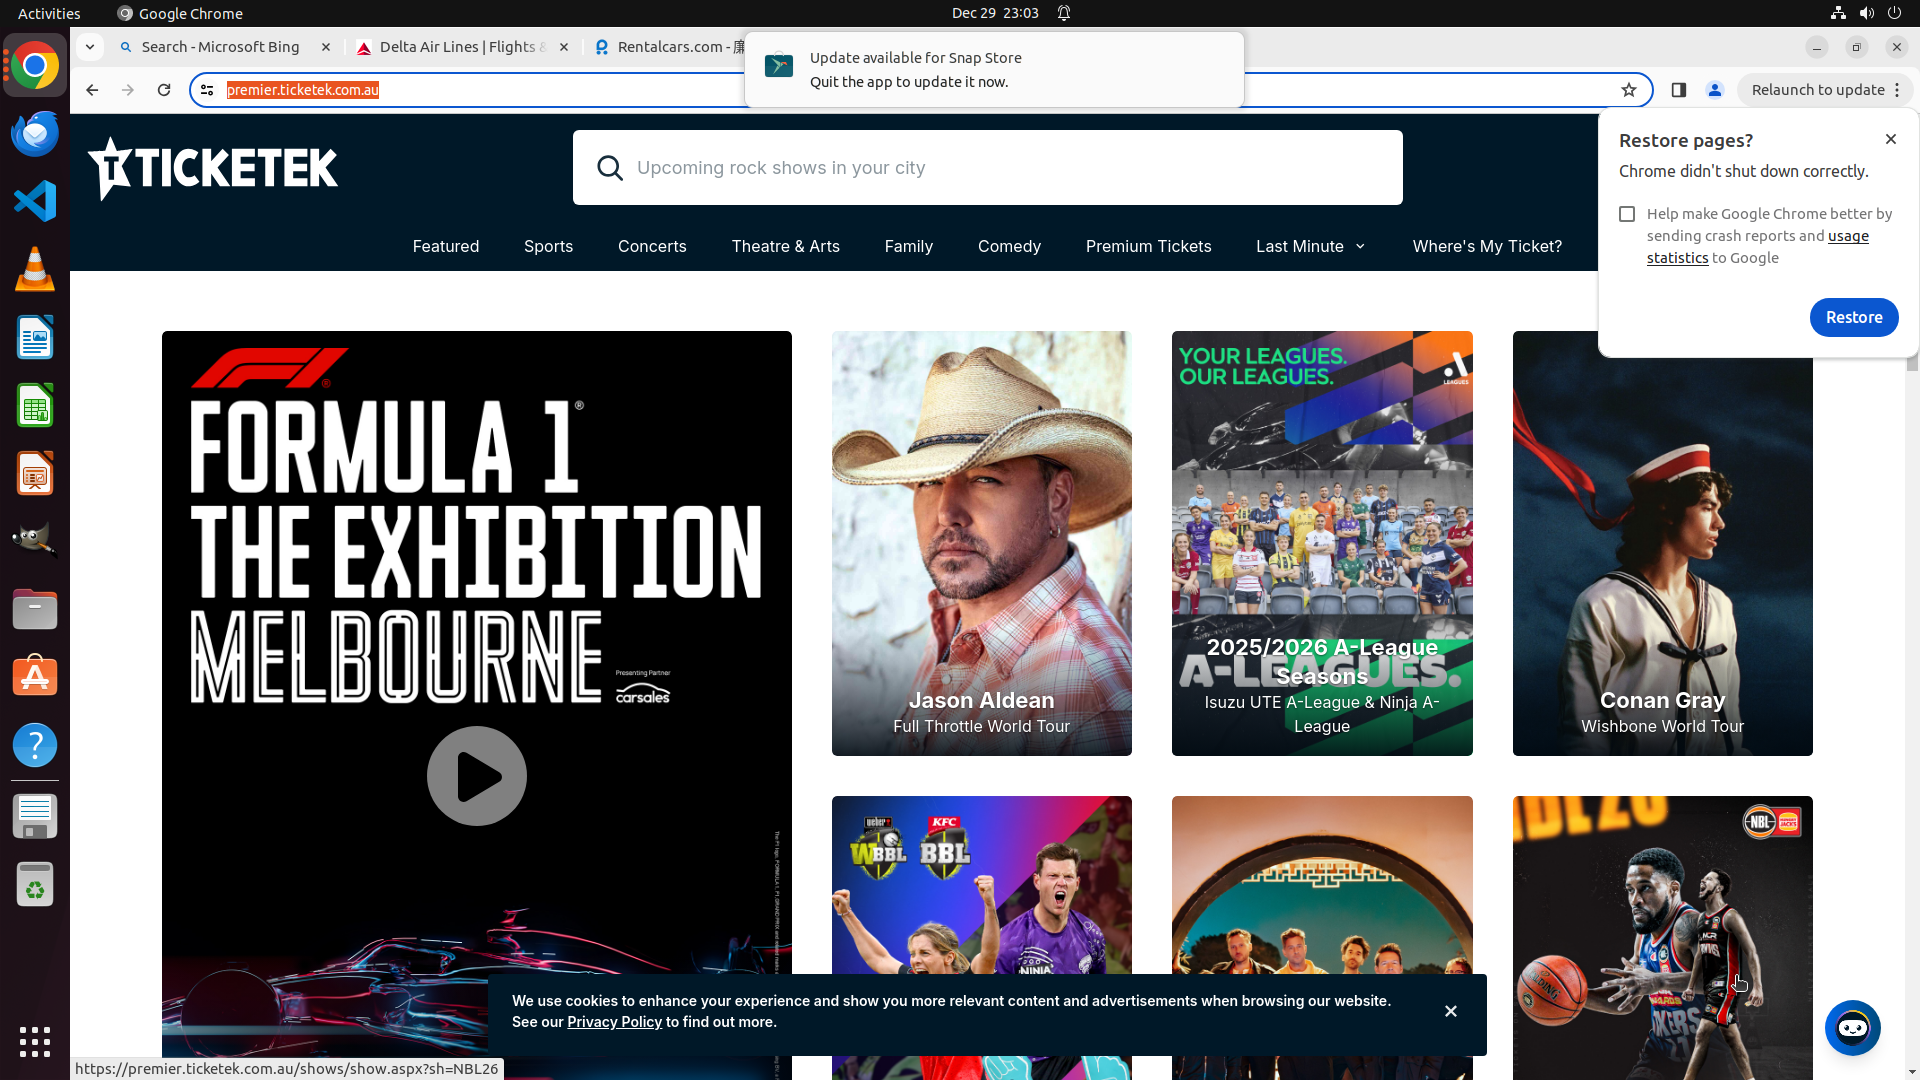 Activities
Google Chrome
Dec 29 23:03
Search - Microsoft Bing
Delta Air Lines | Flights &
Rentalcars.com -
Update available for Snap Store
Quit the app to update it now.
premier.ticketek.com.au
Relaunch to update
Restore pages?
Chrome didn't shut down correctly.
Help make Google Chrome better by
sending crash reports and usage
statistics to Google
Restore
TICKETEK
Upcoming rock shows in your city
Featured
Sports
Concerts
Theatre & Arts
Family
Comedy
Premium Tickets
Last Minute
Where's My Ticket?
FORMULA 1®
THE EXHIBITION
MELBOURNE
Presenting Partner
carsales
Jason Aldean
Full Throttle World Tour
YOUR LEAGUES.
OUR LEAGUES.
LEAGUES
A-LEAGUES.
2025/2026 A-League
Seasons
Isuzu UTE A-League & Ninja A-
League
Conan Gray
Wishbone World Tour
weber
WBBL
KFC
BBL
NINJA
NBL
SPALDING
We use cookies to enhance your experience and show you more relevant content and advertisements when browsing our website.
See our Privacy Policy to find out more.
https://premier.ticketek.com.au/shows/show.aspx?sh=NBL26